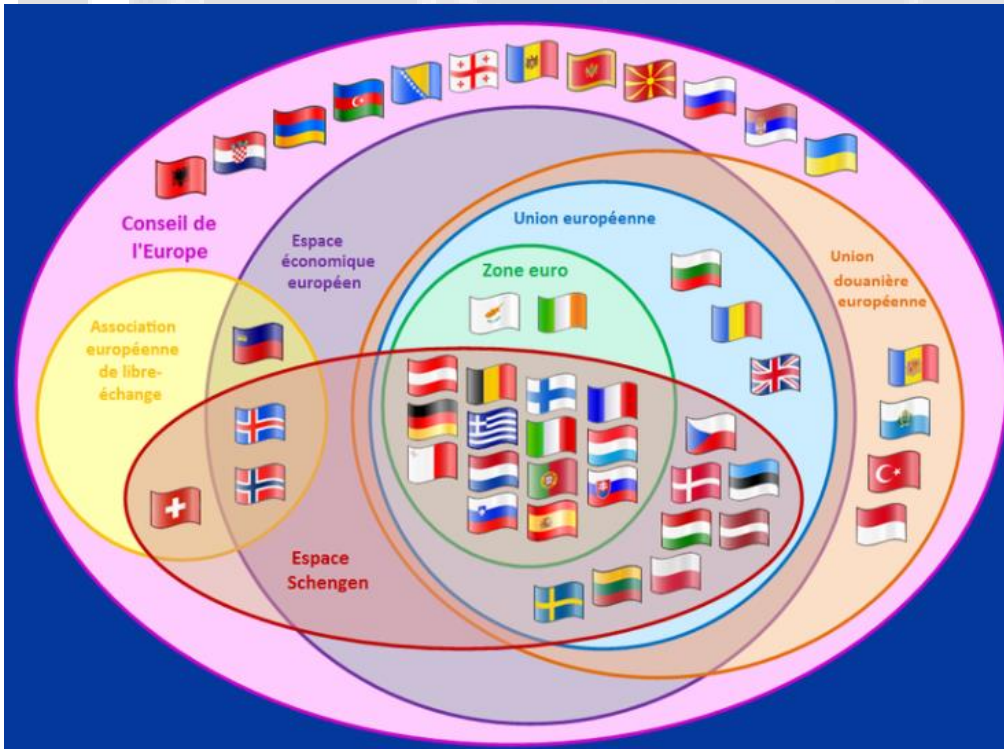 Conseil de
l'Europe
Espace
économique
européen
Union européenne
Zone euro
Union
douanière
européenne
Association
européenne
de libre-
échange
Espace
Schengen